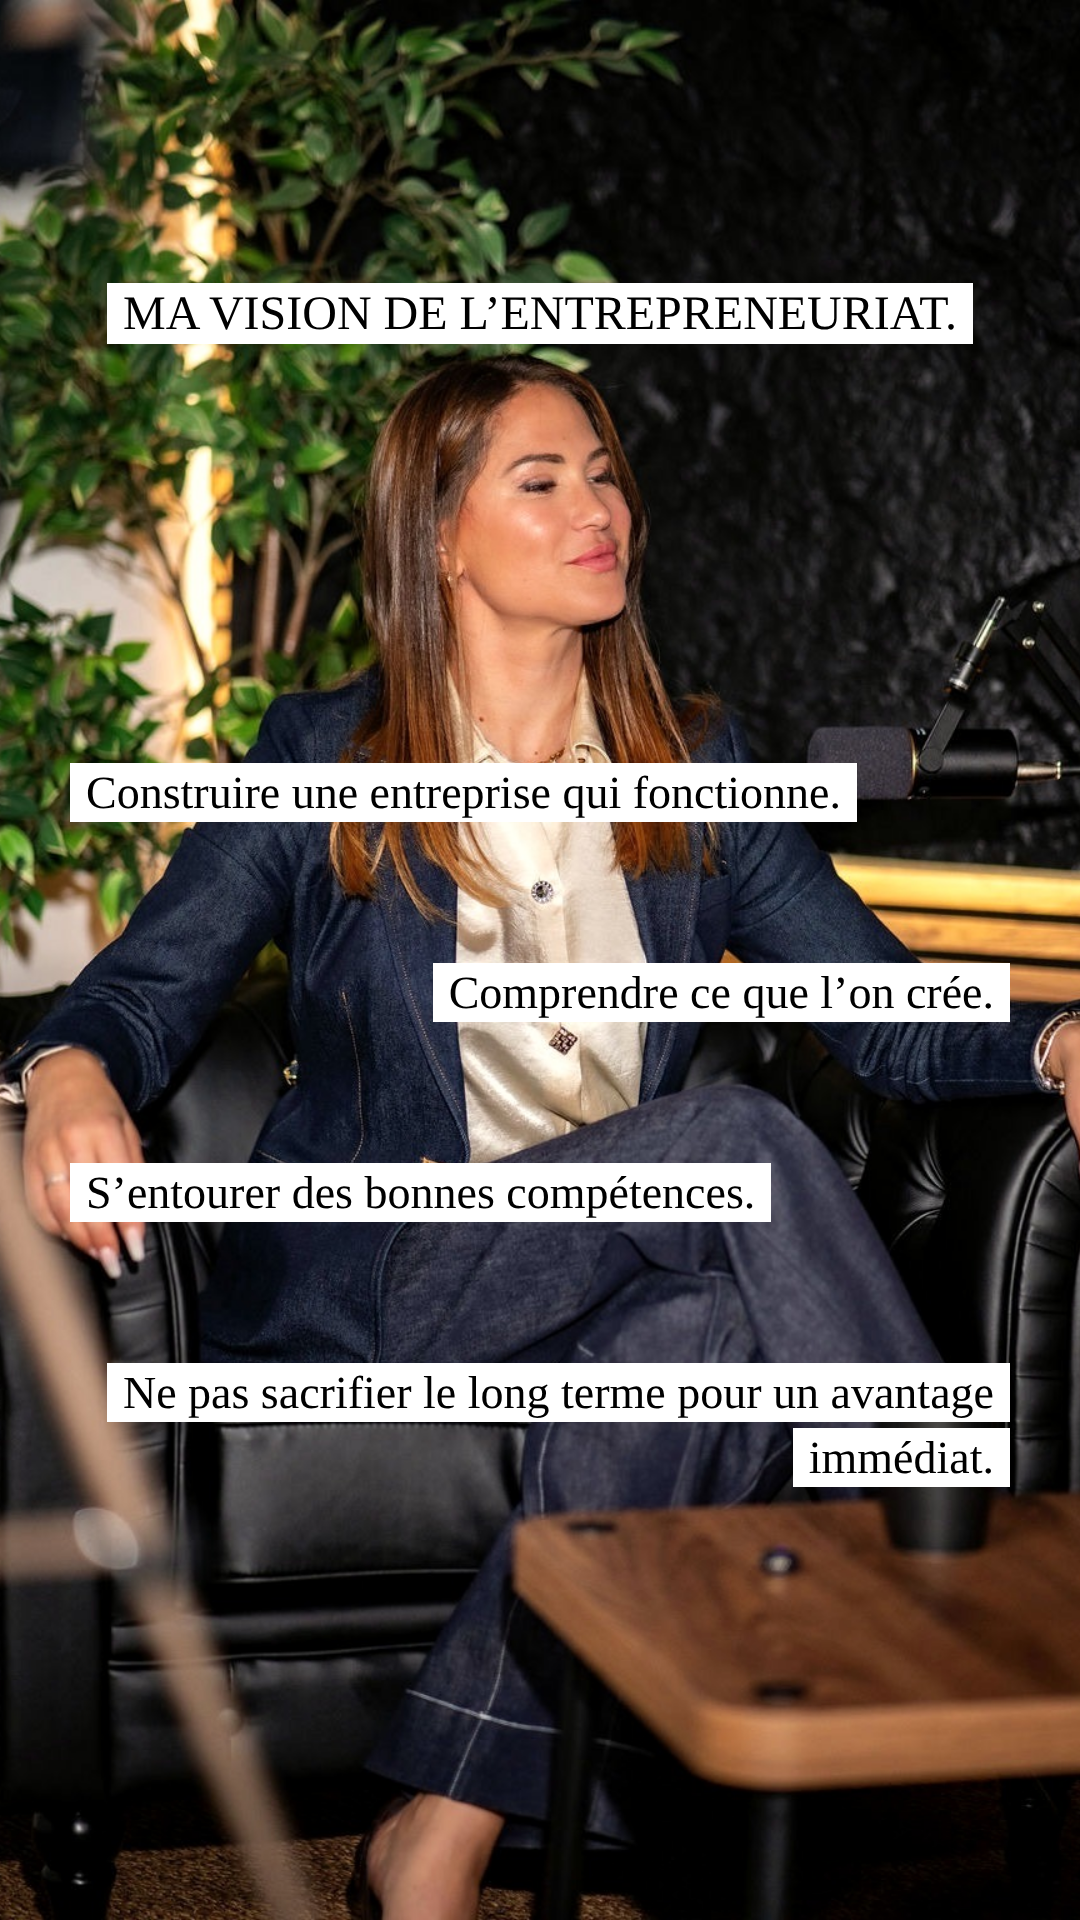 MA VISION DE L’ENTREPRENEURIAT.
Construire une entreprise qui fonctionne.
Comprendre ce que l’on crée.
S’entourer des bonnes compétences.
Ne pas sacrifier le long terme pour un avantage
immédiat.